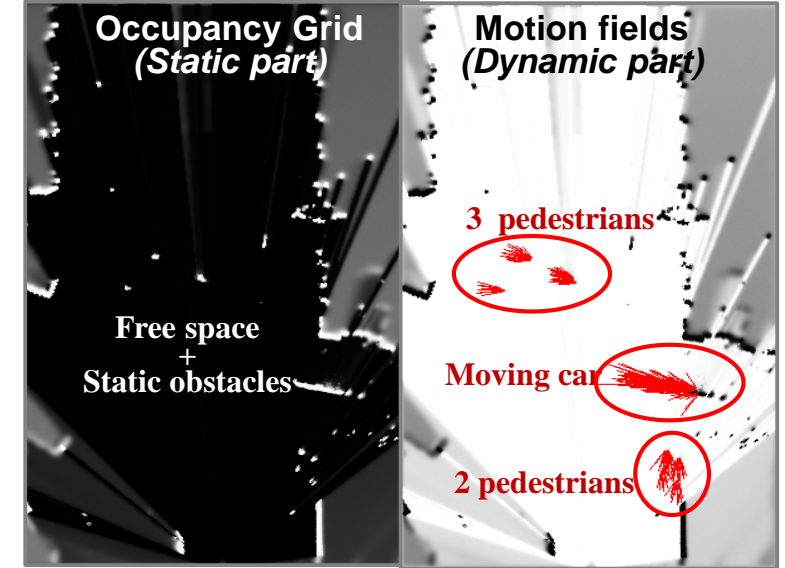 Occupancy Grid
(Static part)
Free space
+
Static obstacles
Motion fields
(Dynamic part)
3 pedestrians
Moving car
2 pedestrians